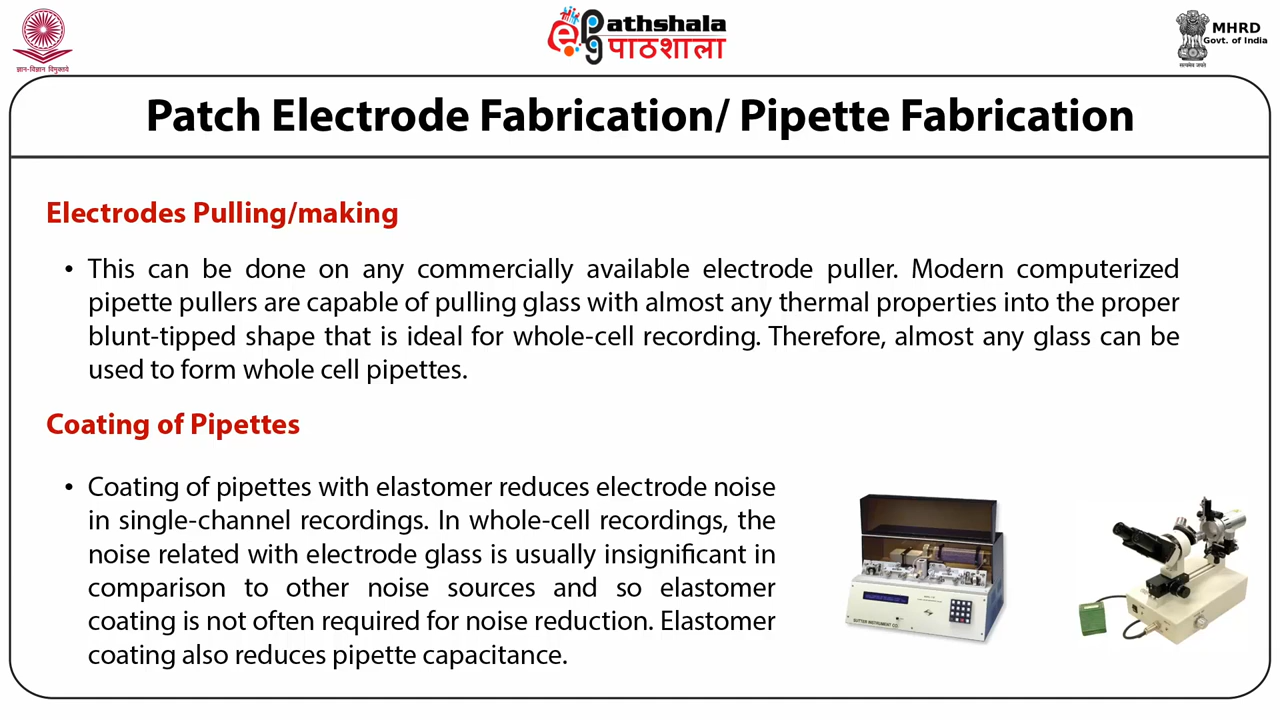 ज्ञान-विज्ञान विमुक्तये
ePathshala
पाठशाला
MHRD
Govt. of India
सत्यमेव जयते
Patch Electrode Fabrication/ Pipette Fabrication
Electrodes Pulling/making
• This can be done on any commercially available electrode puller. Modern computerized
pipette pullers are capable of pulling glass with almost any thermal properties into the proper
blunt-tipped shape that is ideal for whole-cell recording. Therefore, almost any glass can be
used to form whole cell pipettes.
Coating of Pipettes
• Coating of pipettes with elastomer reduces electrode noise
in single-channel recordings. In whole-cell recordings, the
noise related with electrode glass is usually insignificant in
comparison to other noise sources and so elastomer
coating is not often required for noise reduction. Elastomer
coating also reduces pipette capacitance.
SUTTER INSTRUMENT CO